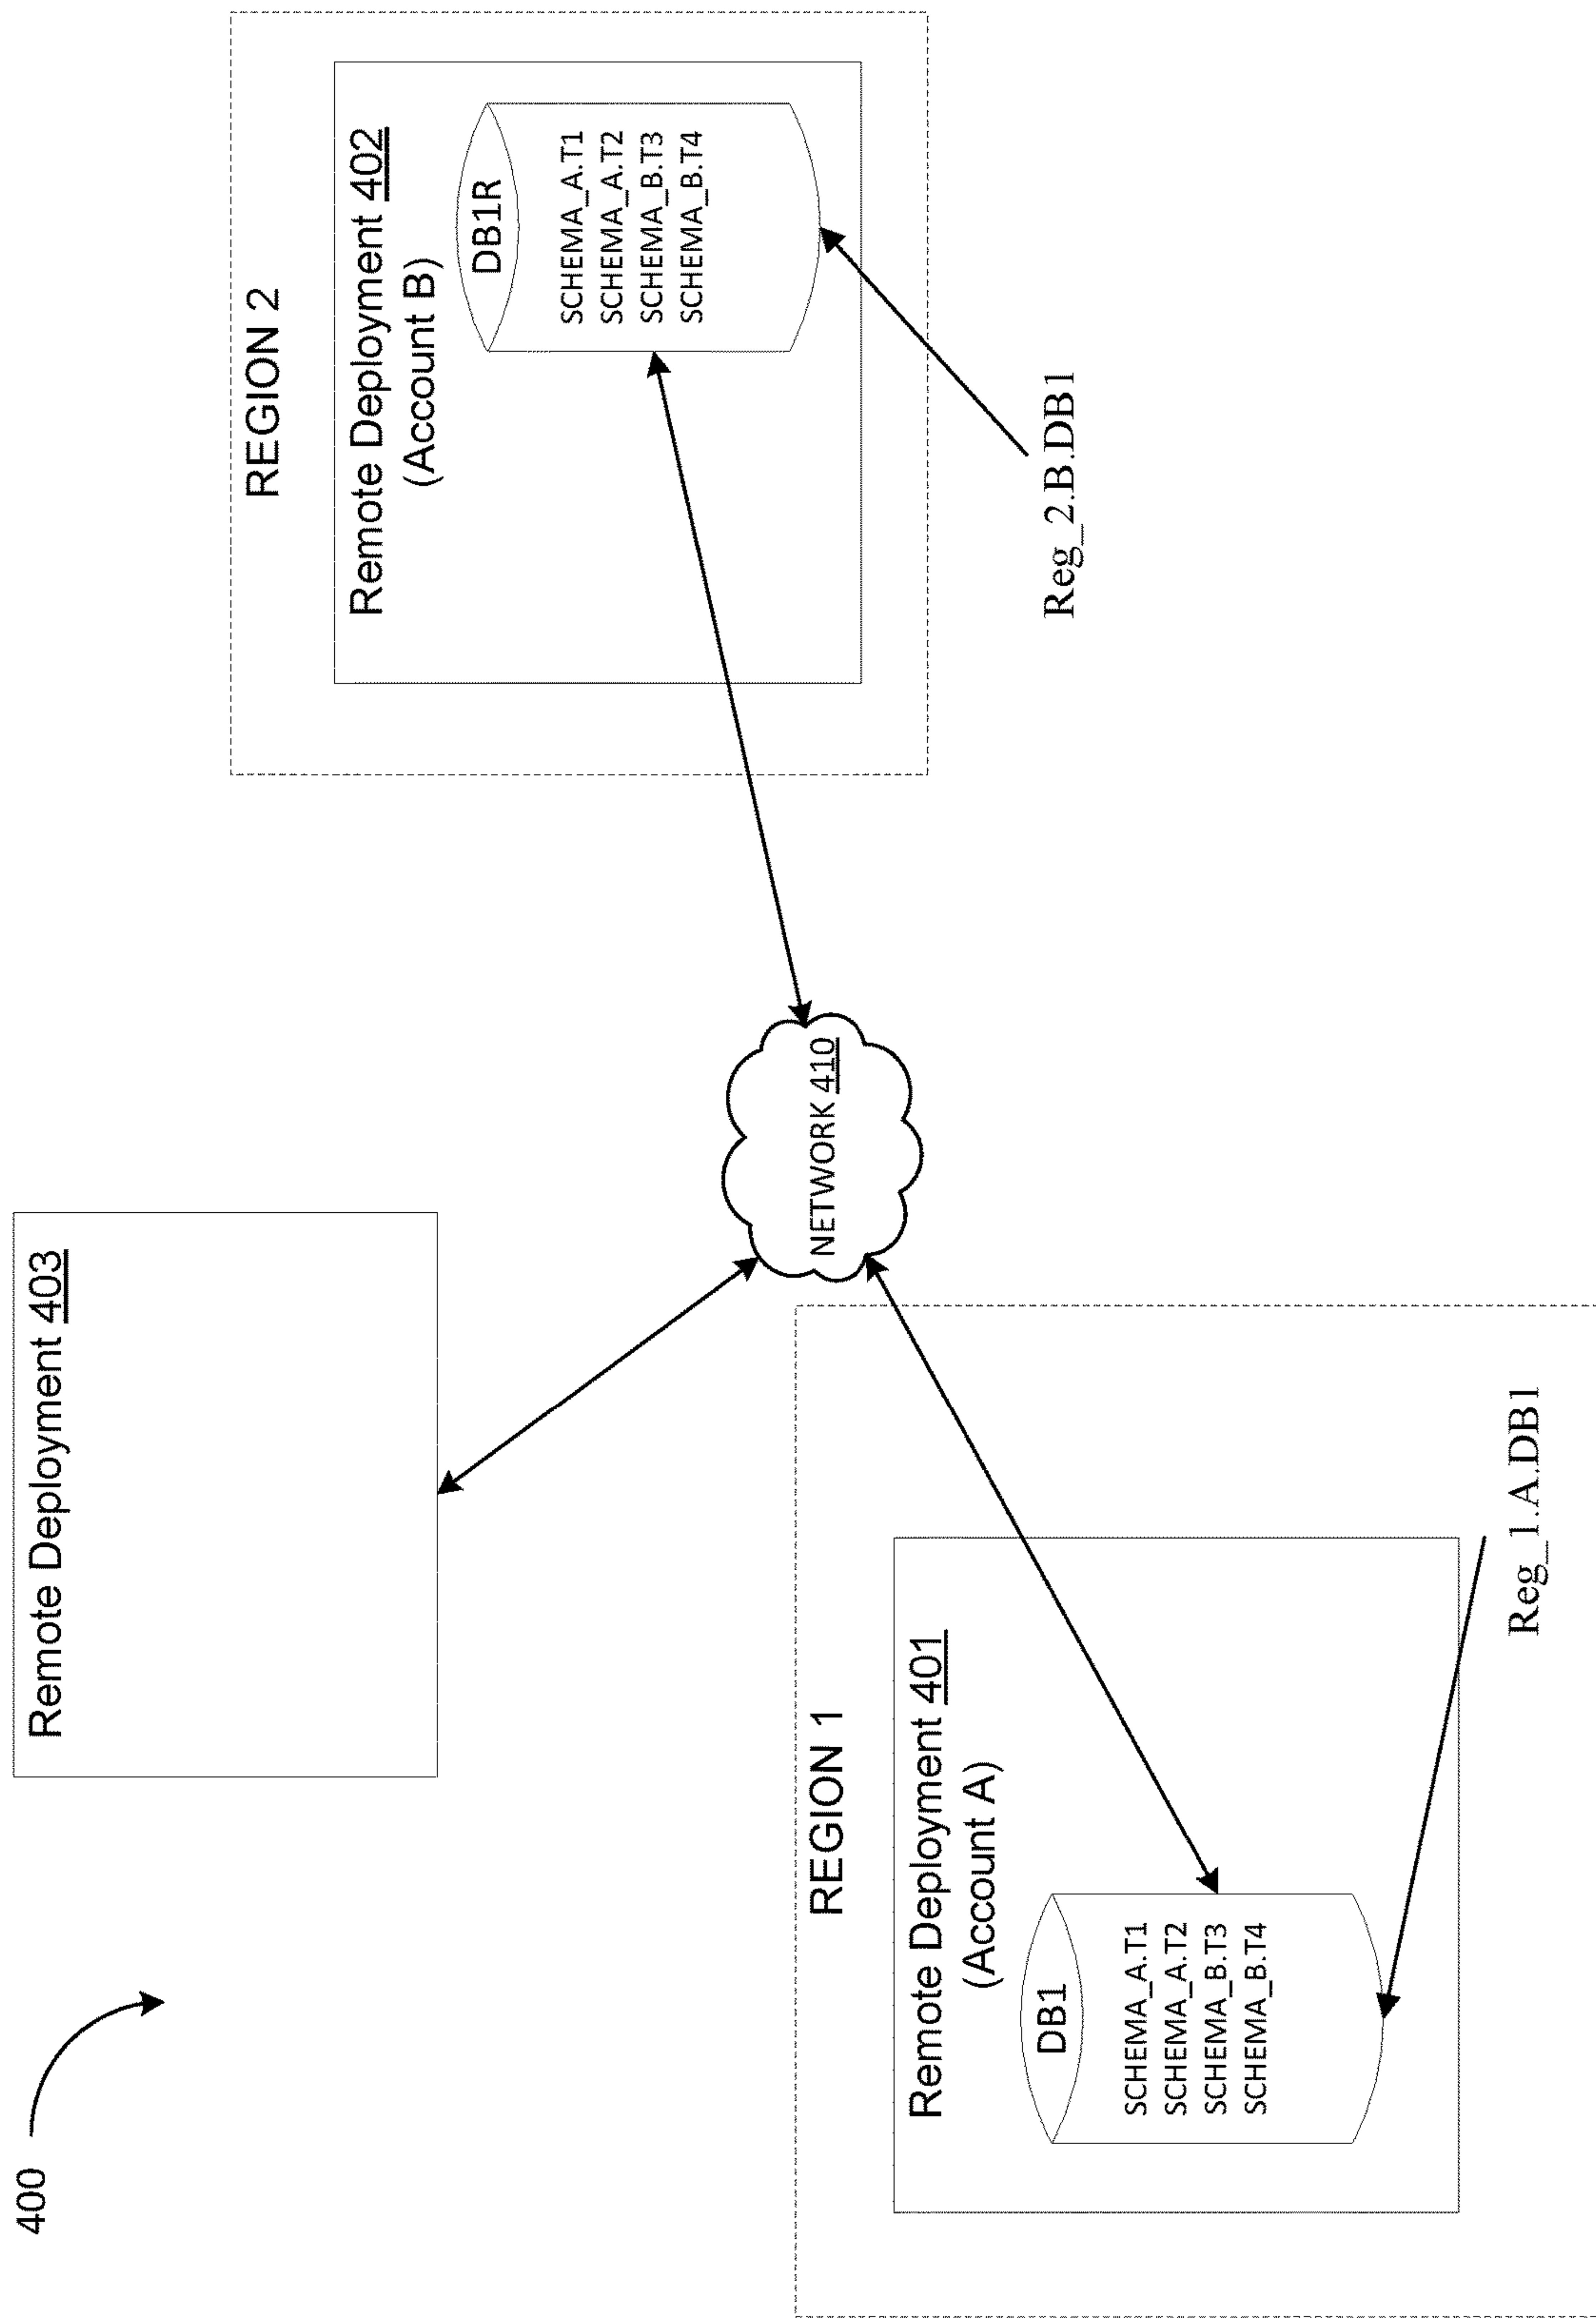 400
Remote Deployment 403
REGION 2
Remote Deployment 402
(Account B)
DB1R
SCHEMA_A.T1
SCHEMA_A.T2
SCHEMA_B.T3
SCHEMA_B.T4
Reg_2.B.DB1
NETWORK 410
REGION 1
Remote Deployment 401
(Account A)
DB1
SCHEMA_A.T1
SCHEMA_A.T2
SCHEMA_B.T3
SCHEMA_B.T4
Reg_1.A.DB1